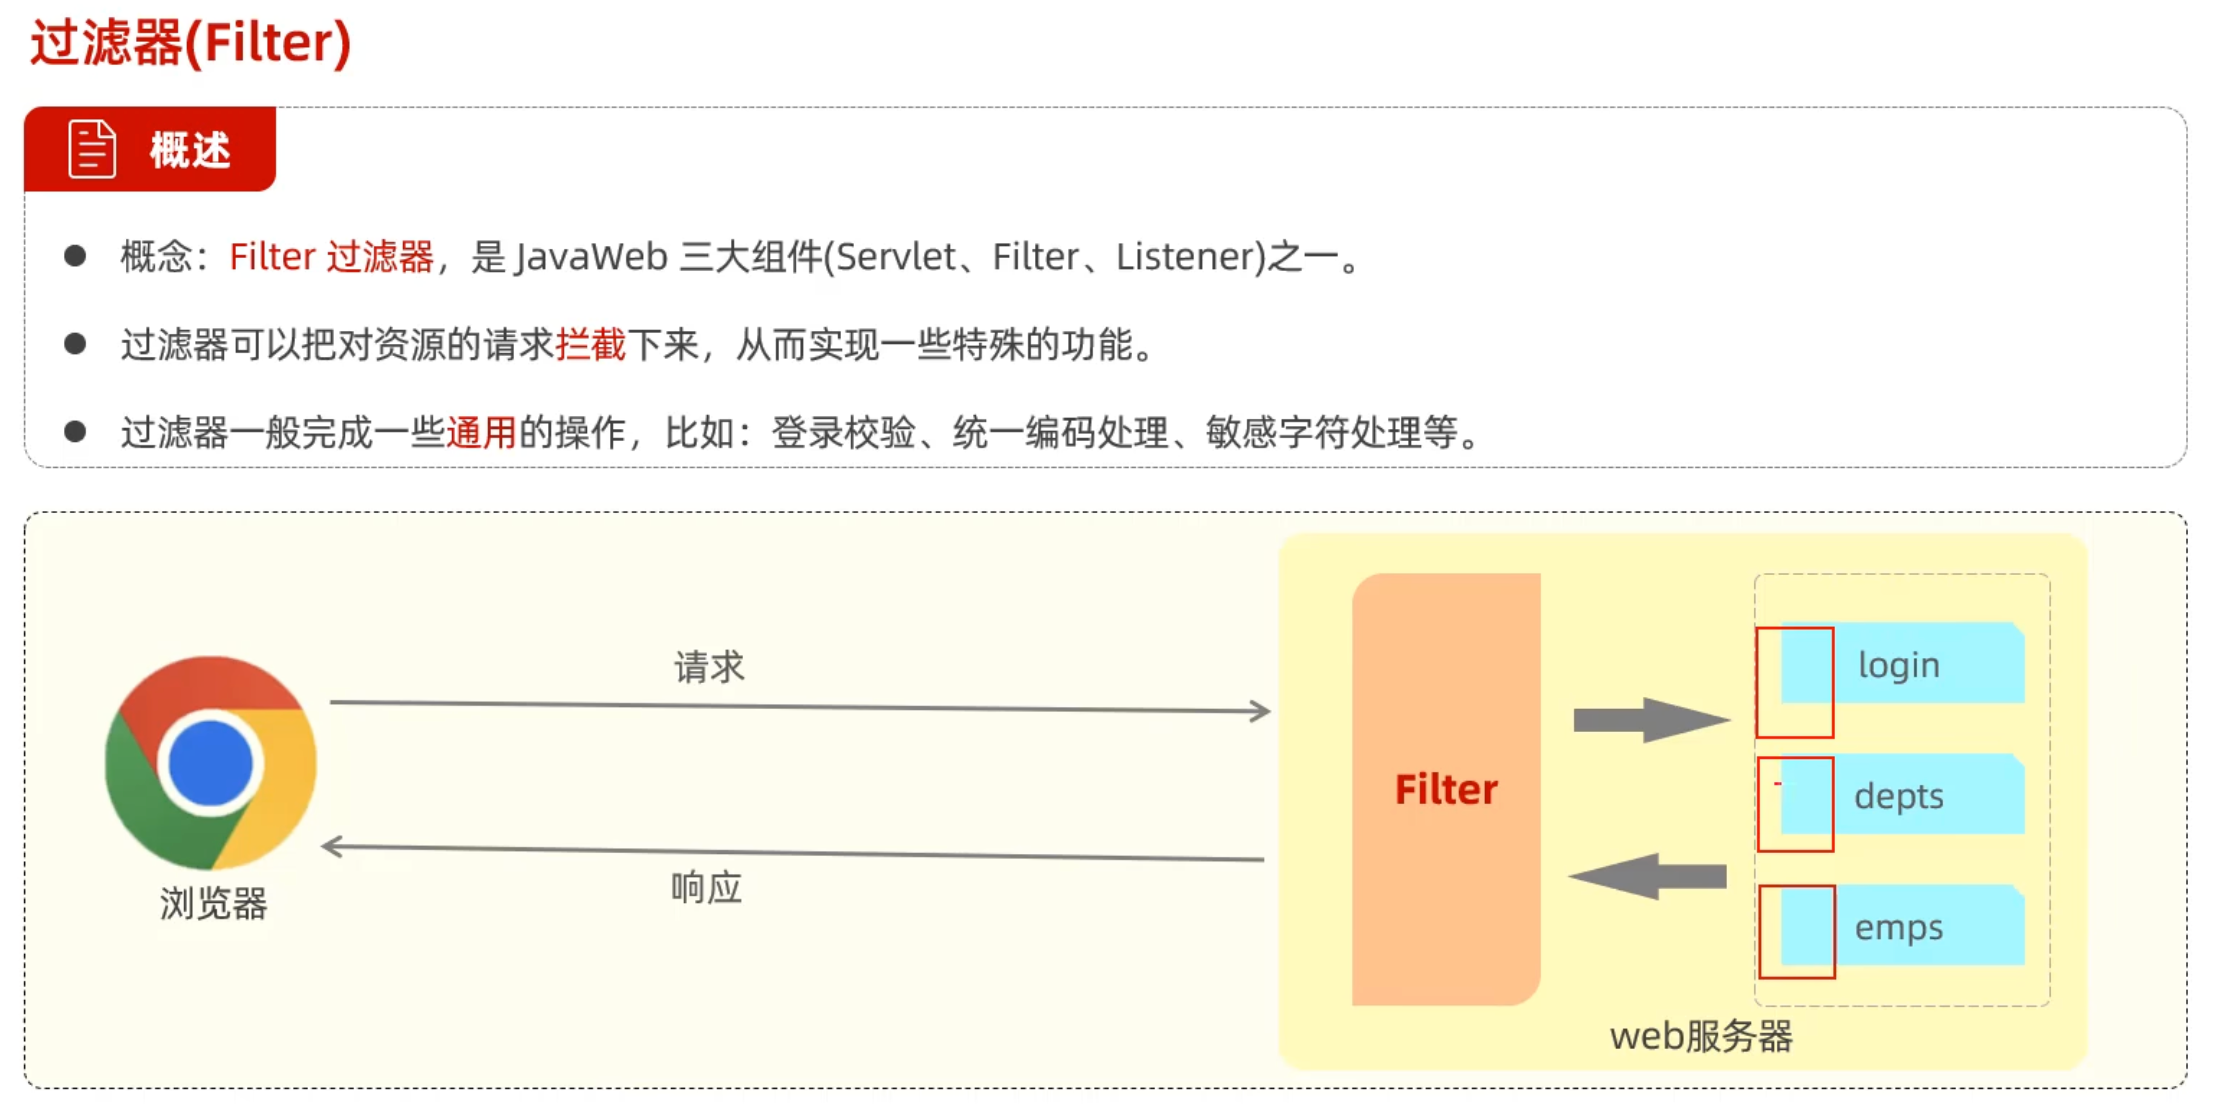 过滤器(Filter)
概述
概念：Filter 过滤器，是 JavaWeb 三大组件(Servlet、Filter、Listener)之一。
过滤器可以把对资源的请求拦截下来，从而实现一些特殊的功能。
过滤器一般完成一些通用的操作，比如：登录校验、统一编码处理、敏感字符处理等。
请求
响应
浏览器
Filter
login
depts
emps
web服务器